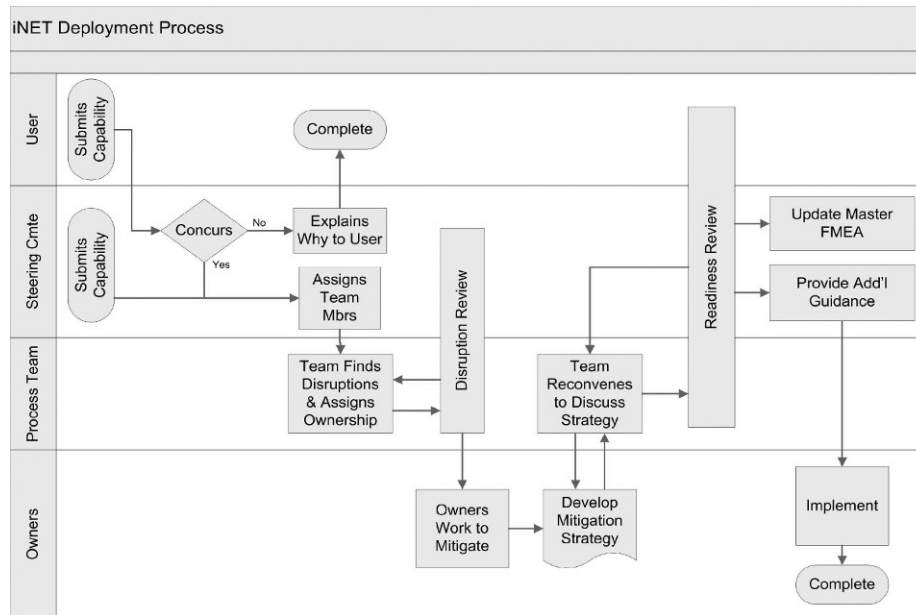 iNET Deployment Process
User
Submits
Capability
Complete
Steering Cmte
Submits
Capability
Concurs
No
Yes
Explains
Why to User
Assigns
Team
Mbrs
Disruption Review
Readiness Review
Update Master
FMEA
Provide Add'l
Guidance
Process Team
Team Finds
Disruptions
& Assigns
Ownership
Team
Reconvenes
to Discuss
Strategy
Owners
Owners
Work to
Mitigate
Develop
Mitigation
Strategy
Implement
Complete